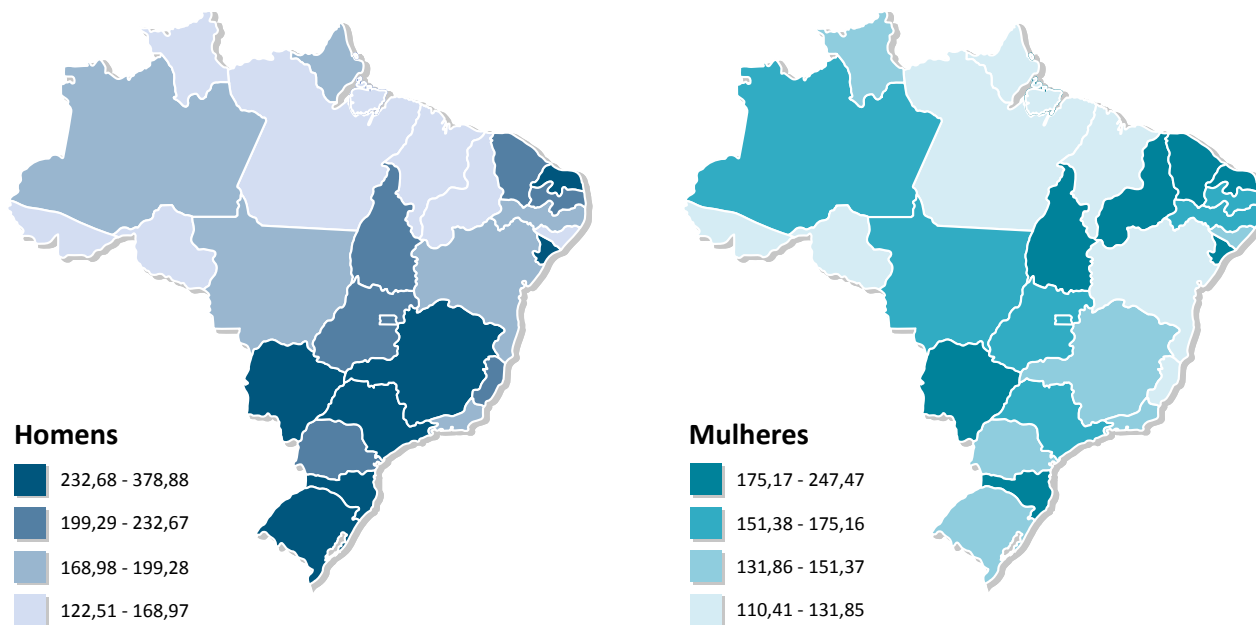 Homens
232,68 - 378,88
199,29 - 232,67
168,98 - 199,28
122,51 - 168,97
Mulheres
175,17 - 247,47
151,38 - 175,16
131,86 - 151,37
110,41 - 131,85